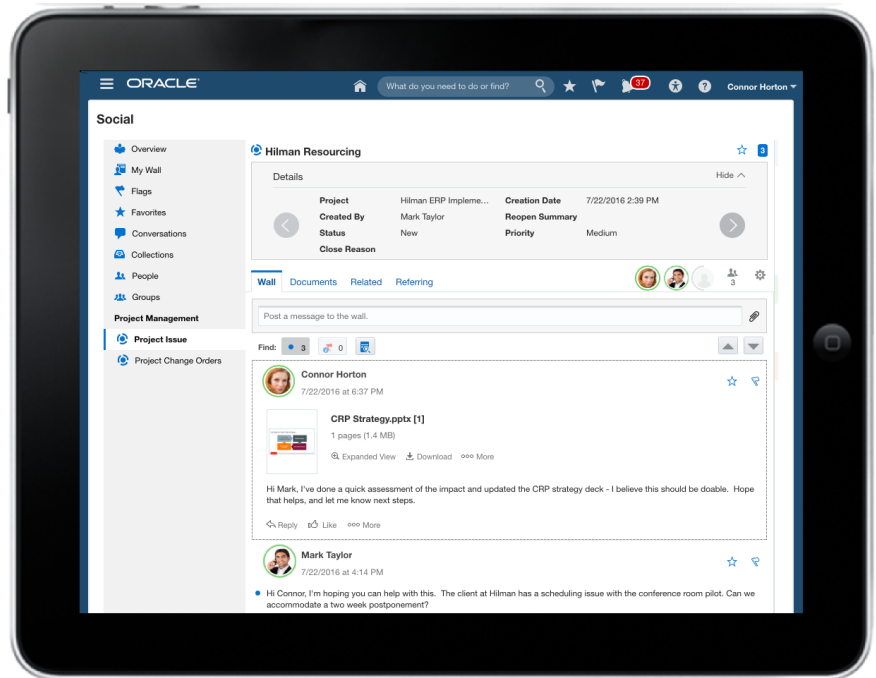 ORACLE
What do you need to do or find?
37
Connor Horton
Social
Overview
My Wall
Flags
Favorites
Conversations
Collections
People
Groups
Project Management
Project Issue
Project Change Orders
Hilman Resourcing
3
Details
Hide
Project Hilman ERP Impleme... Creation Date 7/22/2016 2:39 PM
Created By Mark Taylor Reopen Summary
Status New Priority Medium
Close Reason
Wall Documents Related Referring
3
Post a message to the wall.
Find: 3 0
Connor Horton
7/22/2016 at 6:37 PM
CRP Strategy.pptx [1]
1 pages (1.4 MB)
Expanded View Download More
Hi Mark, I've done a quick assessment of the impact and updated the CRP strategy deck - I believe this should be doable. Hope
that helps, and let me know next steps.
Reply Like More
Mark Taylor
7/22/2016 at 4:14 PM
Hi Connor, I'm hoping you can help with this. The client at Hilman has a scheduling issue with the conference room pilot. Can we
accommodate a two week postponement?